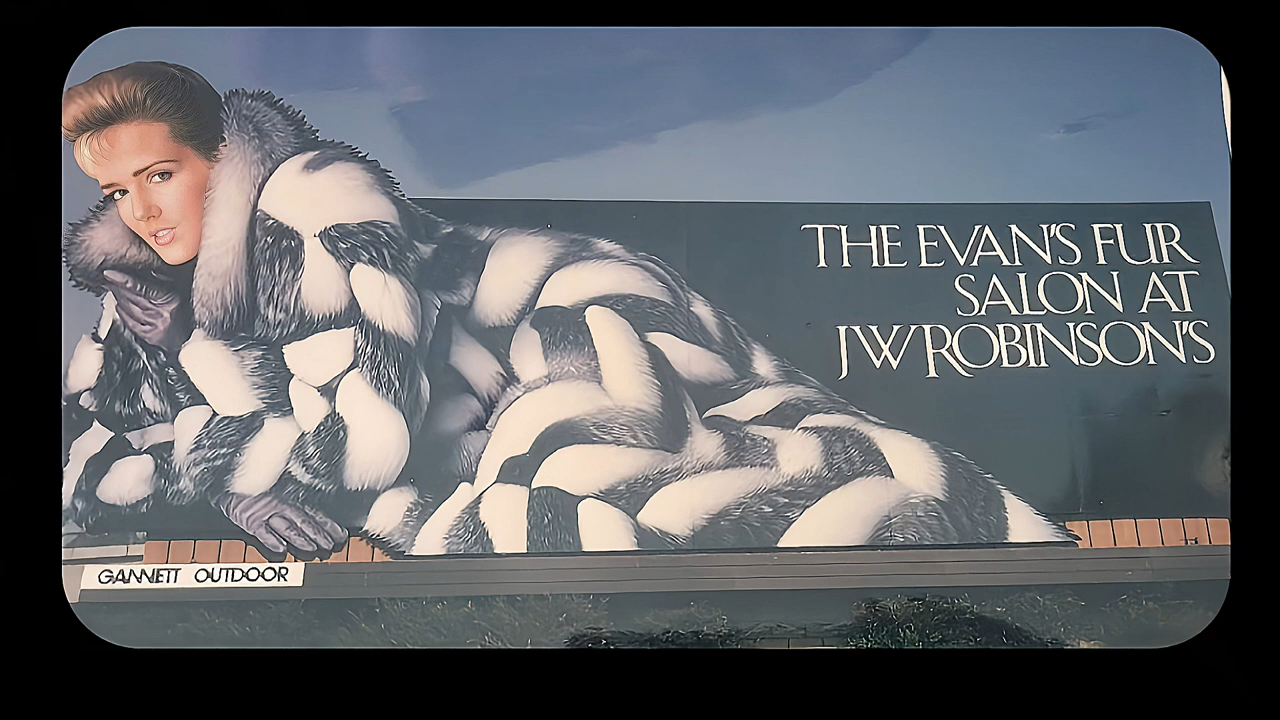 THE EVAN'S FUR
SALON AT
JW ROBINSON'S
GANNETT OUTDOOR